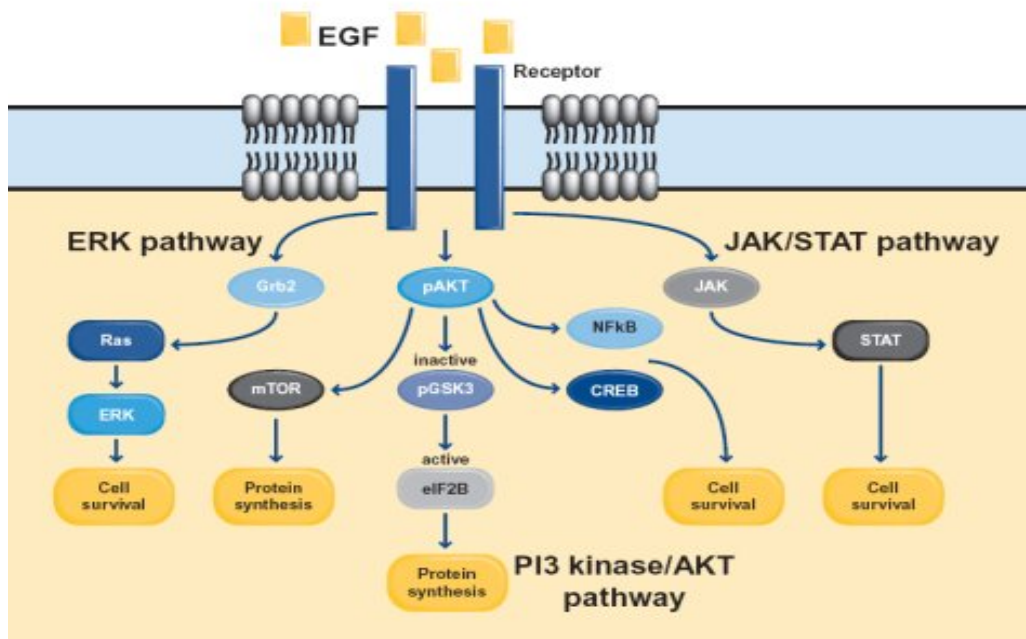 EGF
Receptor
ERK pathway
JAK/STAT pathway
Grb2
pAKT
JAK
Ras
NFkB
STAT
inactive
mTOR
pGSK3
CREB
ERK
active
eIF2B
Cell
survival
Protein
synthesis
Cell
survival
Cell
survival
Protein
synthesis
PI3 kinase/AKT
pathway